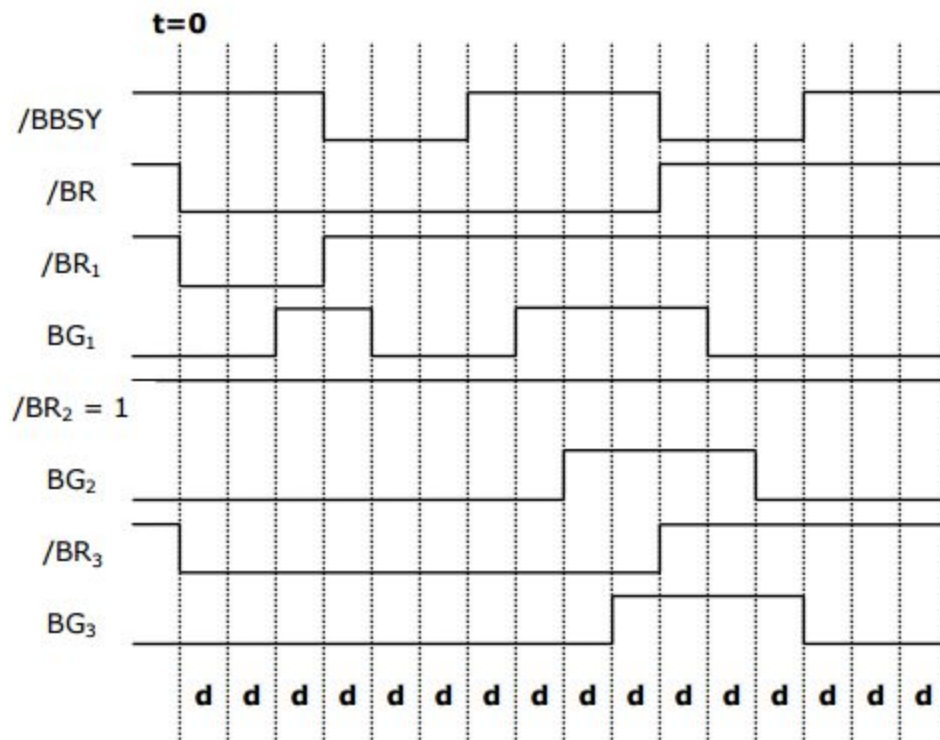 t=0
/BBSY
/BR
/BR₁
BG₁
/BR₂ = 1
BG₂
/BR₃
BG₃
d d d d d d d d d d d d d d d d